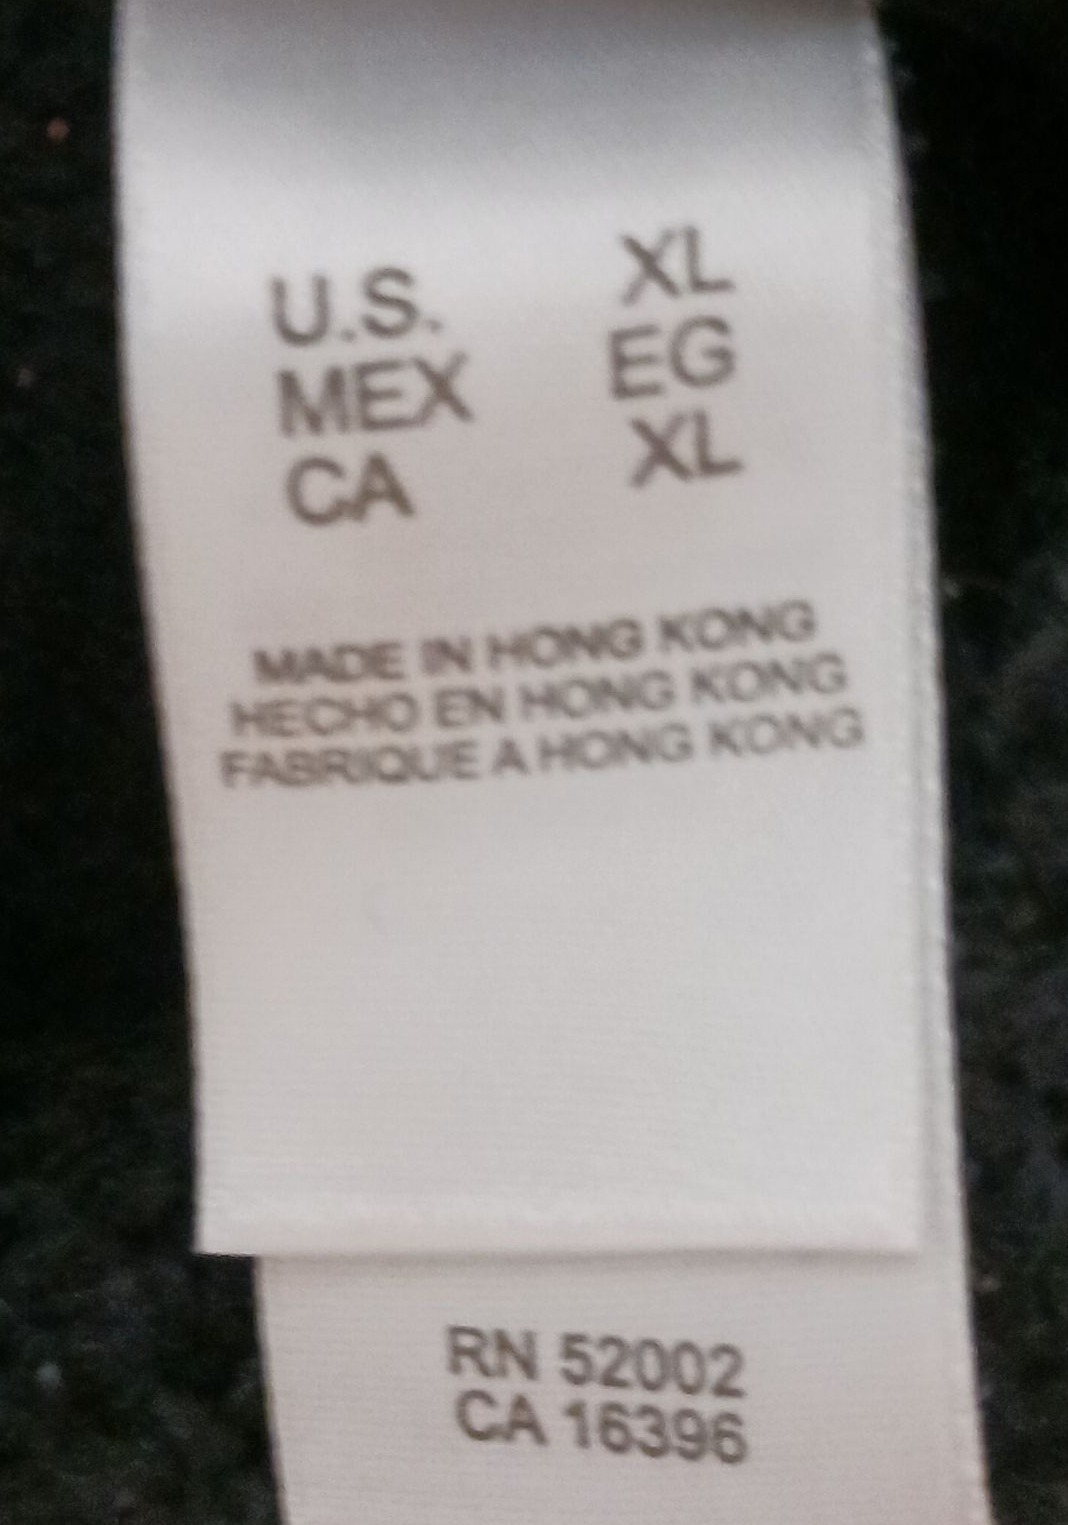 U.S. XL
MEX EG
CA XL
MADE IN HONG KONG
HECHO EN HONG KONG
FABRIQUE A HONG KONG
RN 52002
CA 16396